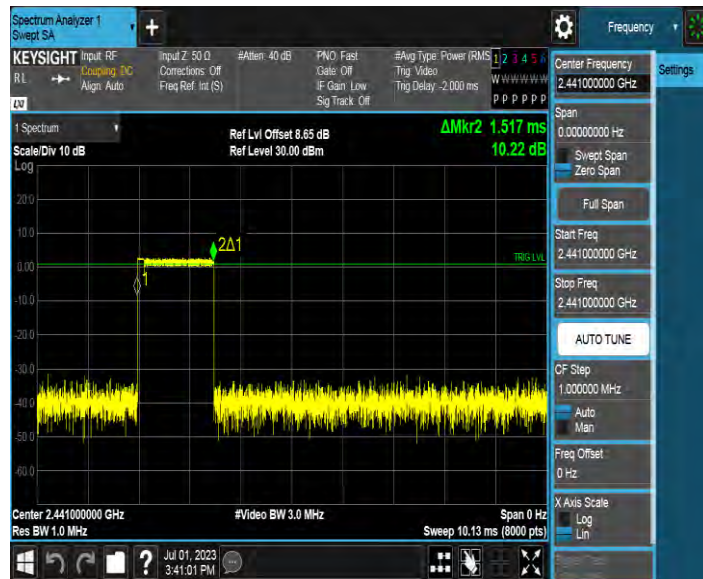 Spectrum Analyzer 1
Swept SA
+
Frequency
KEYSIGHT
RL
LXI
Input: RF
Coupling: DC
Align: Auto
Input Z: 50 Ω
Corrections: Off
Freq Ref: Int (S)
#Atten: 40 dB
PNO: Fast
Gate: Off
IF Gain: Low
Sig Track: Off
#Avg Type: Power (RMS
Trig: Video
Trig Delay: -2.000 ms
1 2 3 4 5 6
W W W W W W
P P P P P P
1 Spectrum
Scale/Div 10 dB
Log
Ref Lvl Offset 8.65 dB
Ref Level 30.00 dBm
ΔMkr2 1.517 ms
10.22 dB
20.0
10.0
0.00
-10.0
-20.0
-30.0
-40.0
-50.0
-60.0
2Δ1
1
TRIG LVL
Center 2.441000000 GHz
Res BW 1.0 MHz
#Video BW 3.0 MHz
Span 0 Hz
Sweep 10.13 ms (8000 pts)
?
Jul 01, 2023
3:41:01 PM
Center Frequency
2.441000000 GHz
Span
0.00000000 Hz
Swept Span
Zero Span
Full Span
Start Freq
2.441000000 GHz
Stop Freq
2.441000000 GHz
AUTO TUNE
CF Step
1.000000 MHz
Auto
Man
Freq Offset
0 Hz
X Axis Scale
Log
Lin
Settings